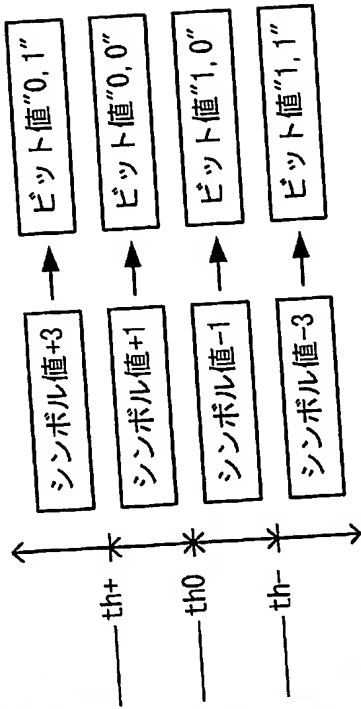 シンボル値+3 ビット値"0, 1"
th+
シンボル値+1 ビット値"0, 0"
th0
シンボル値−1 ビット値"1, 0"
th-
シンボル値−3 ビット値"1, 1"